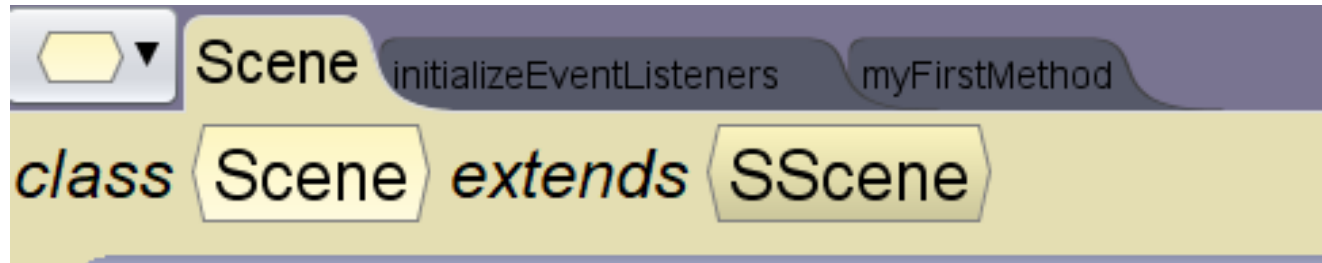 Scene initializeEventListeners myFirstMethod
class Scene extends SScene